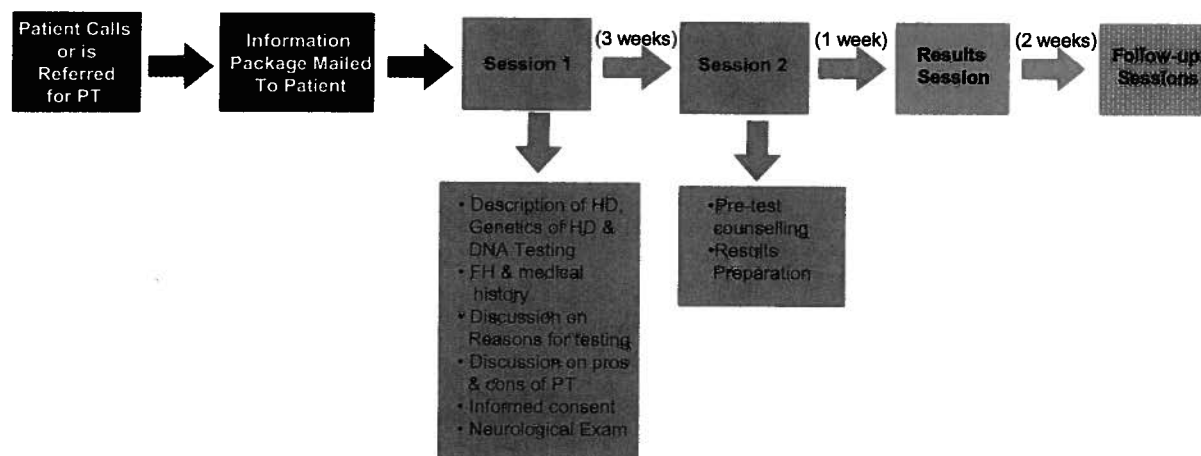 Patient Calls
or is
Referred
for PT
Information
Package Mailed
To Patient
Session 1
(3 weeks)
Session 2
(1 week)
Results
Session
(2 weeks)
Follow-up
Sessions
• Description of HD,
Genetics of HD &
DNA Testing
• FH & medical
history
• Discussion on
Reasons for testing
• Discussion on pros
& cons of PT
• Informed consent
• Neurological Exam
•Pre-test
counselling
•Results
Preparation